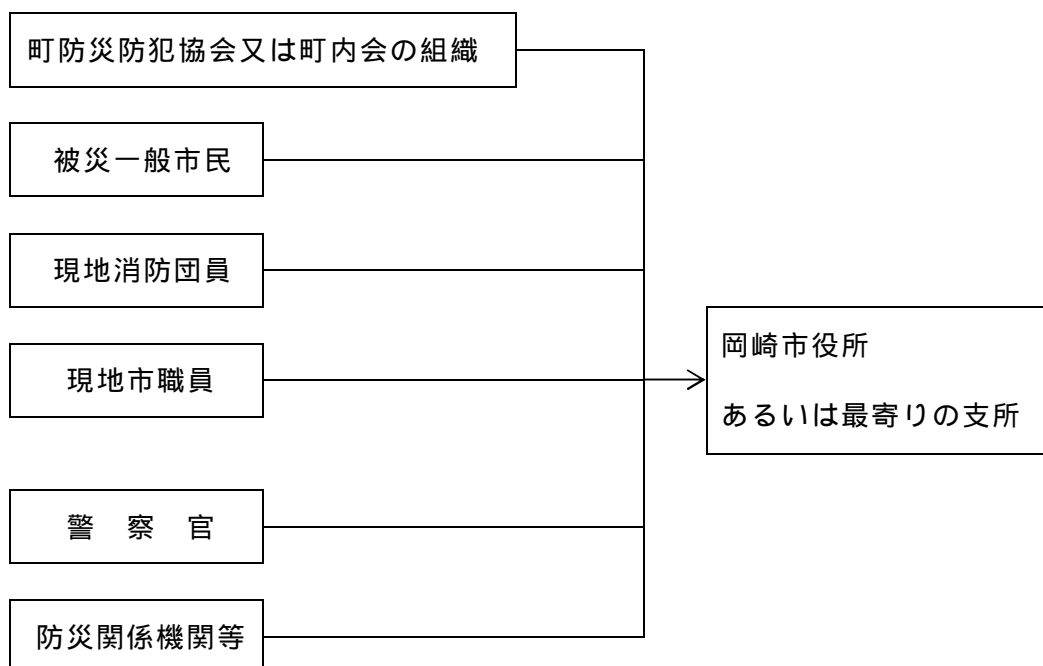 町防災防犯協会又は町内会の組織
被災一般市民
現地消防団員
現地市職員
警　察　官
防災関係機関等
岡崎市役所
あるいは最寄りの支所